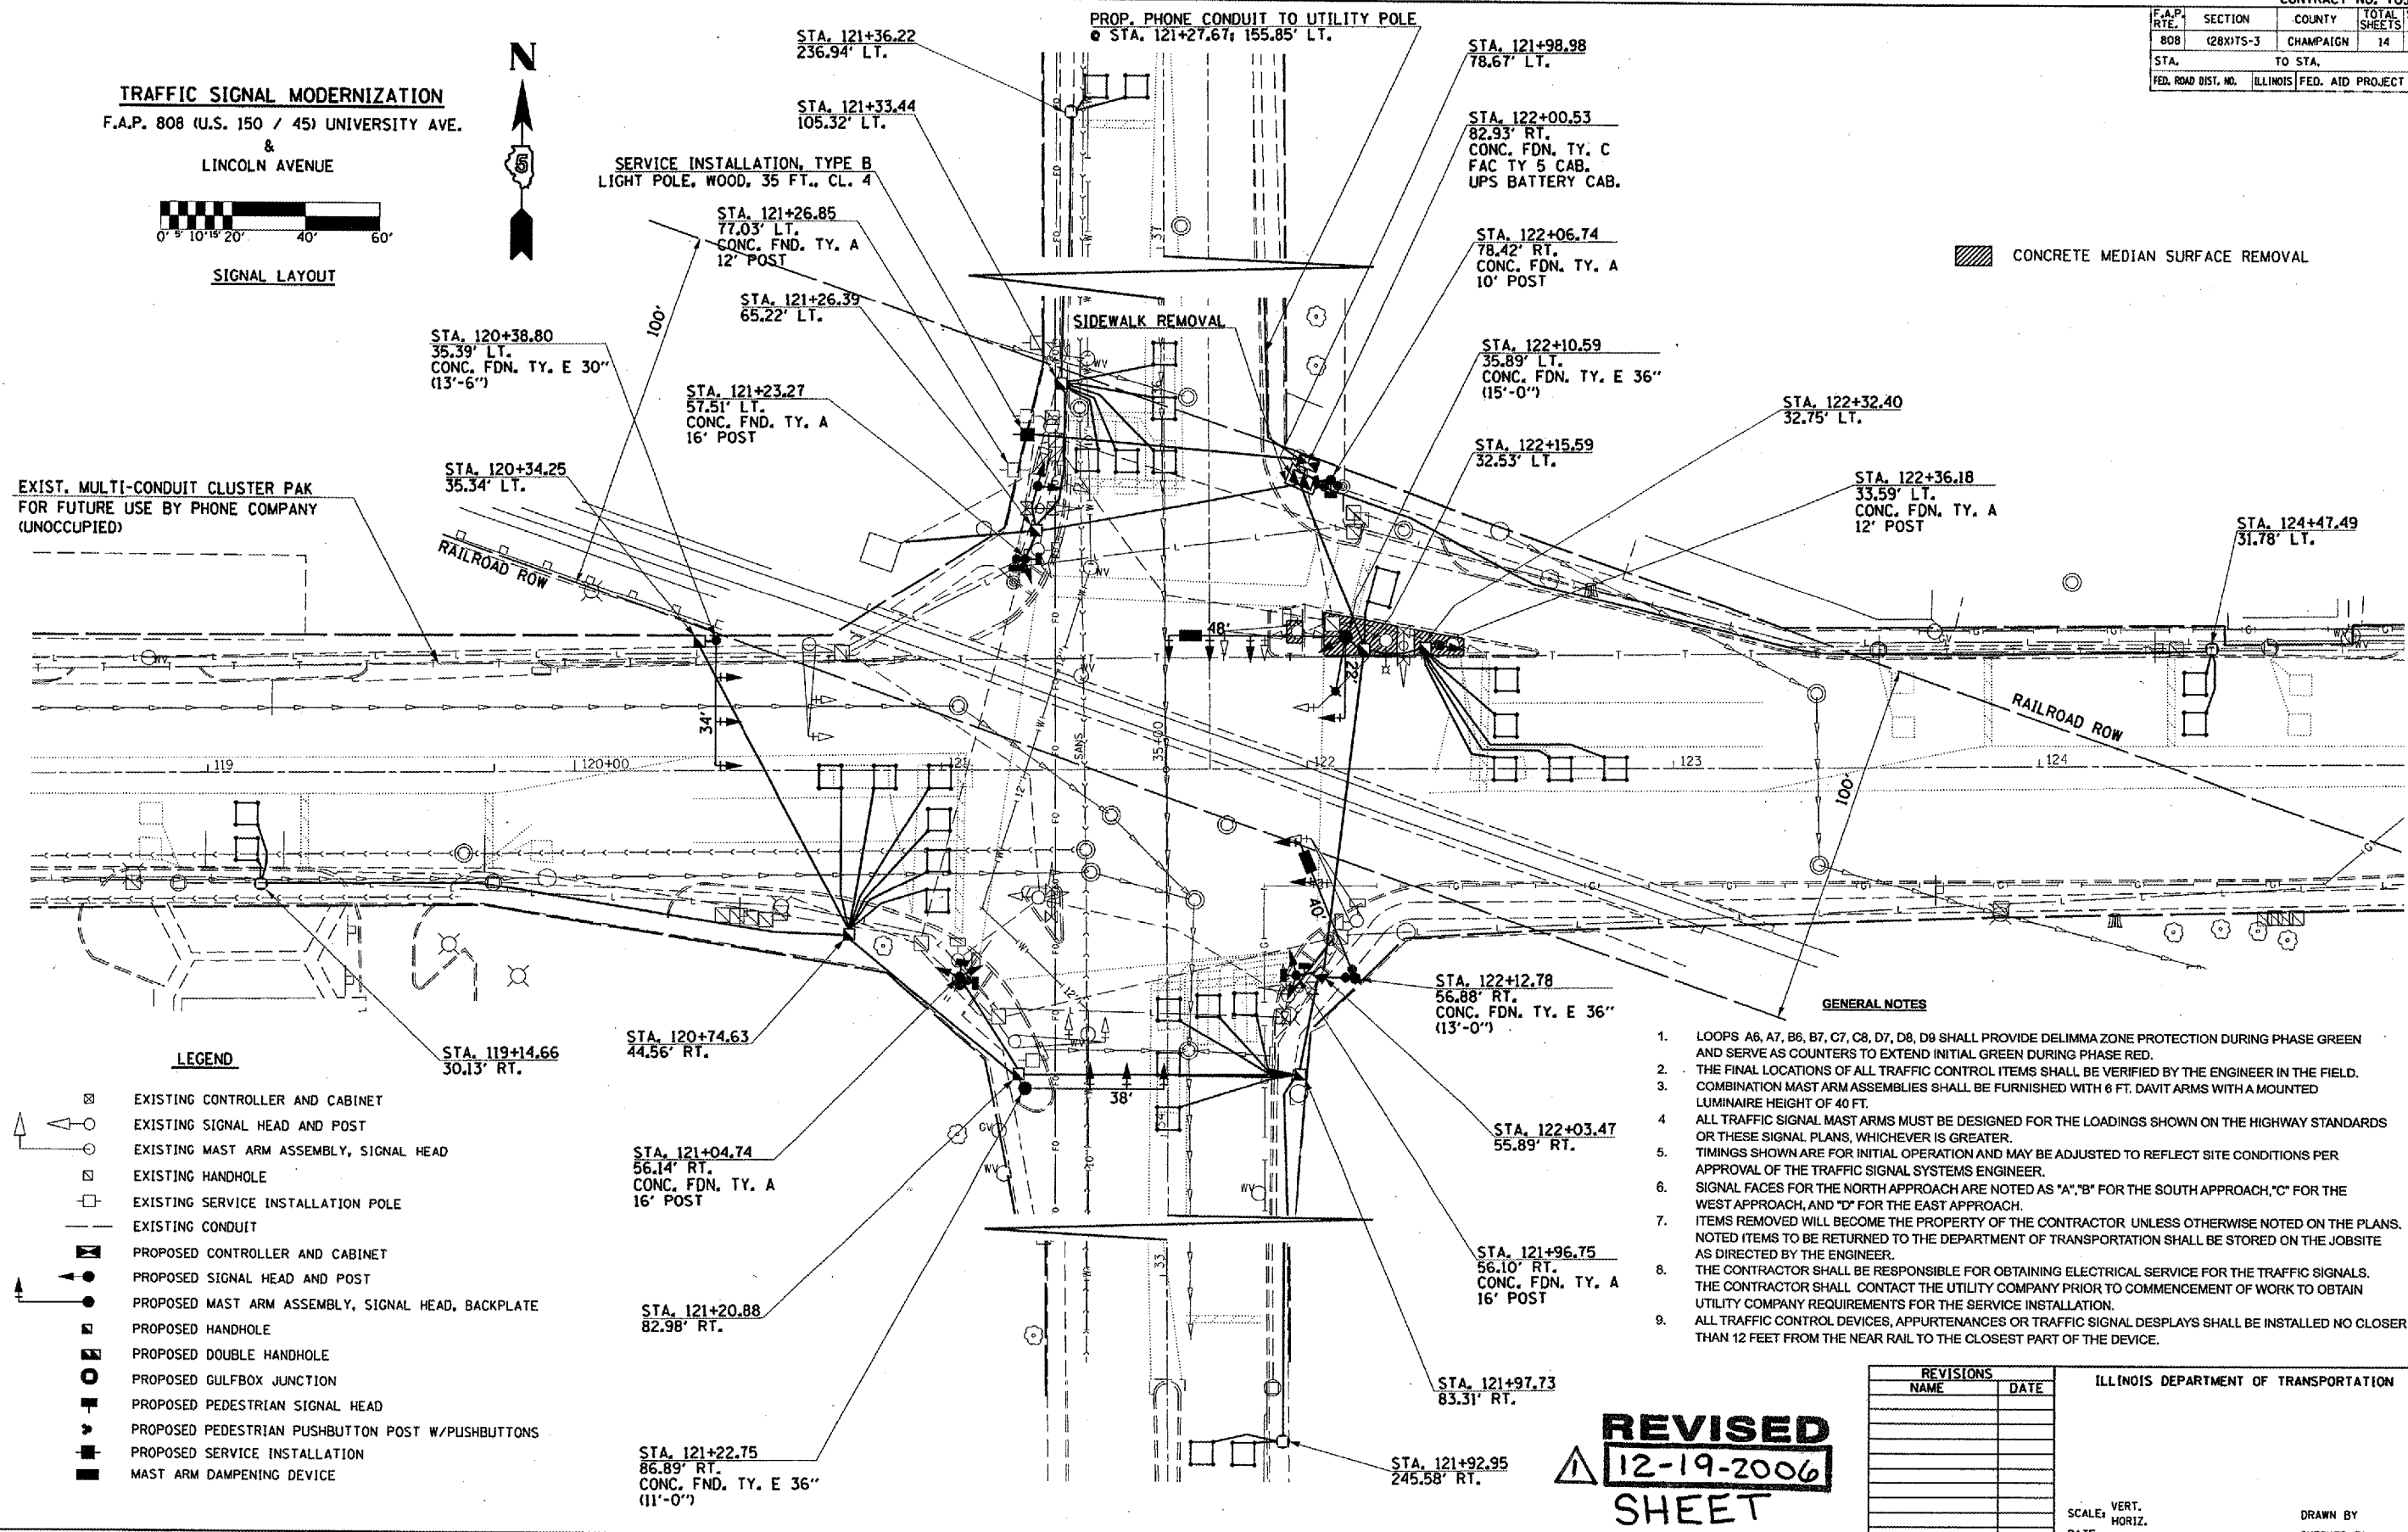 CONTRACT NO.
F.A.P. RTE. SECTION COUNTY TOTAL SHEETS
808 (28X)TS-3 CHAMPAIGN 14
STA. TO STA.
FED. ROAD DIST. NO. ILLINOIS FED. AID PROJECT
TRAFFIC SIGNAL MODERNIZATION
F.A.P. 808 (U.S. 150 / 45) UNIVERSITY AVE.
&
LINCOLN AVENUE
0' 5' 10' 15' 20' 40' 60'
SIGNAL LAYOUT
N
5
PROP. PHONE CONDUIT TO UTILITY POLE
@ STA. 121+27.67; 155.85' LT.
STA. 121+36.22
236.94' LT.
STA. 121+33.44
105.32' LT.
SERVICE INSTALLATION, TYPE B
LIGHT POLE, WOOD, 35 FT., CL. 4
STA. 121+26.85
77.03' LT.
CONC. FND. TY. A
12' POST
STA. 121+26.39
65.22' LT.
STA. 120+38.80
35.39' LT.
CONC. FDN. TY. E 30"
(13'-6")
STA. 121+23.27
57.51' LT.
CONC. FND. TY. A
16' POST
STA. 120+34.25
35.34' LT.
EXIST. MULTI-CONDUIT CLUSTER PAK
FOR FUTURE USE BY PHONE COMPANY
(UNOCCUPIED)
RAILROAD ROW
100'
SIDEWALK REMOVAL
STA. 121+98.98
78.67' LT.
STA. 122+00.53
82.93' RT.
CONC. FDN. TY. C
FAC TY 5 CAB.
UPS BATTERY CAB.
STA. 122+06.74
78.42' RT.
CONC. FDN. TY. A
10' POST
STA. 122+10.59
35.89' LT.
CONC. FDN. TY. E 36"
(15'-0")
STA. 122+15.59
32.53' LT.
STA. 122+32.40
32.75' LT.
STA. 122+36.18
33.59' LT.
CONC. FDN. TY. A
12' POST
STA. 124+47.49
31.78' LT.
CONCRETE MEDIAN SURFACE REMOVAL
RAILROAD ROW
100'
48'
22'
34'
40'
38'
119
120+00
121
122
123
124
35+00
37
33
SANS
STA. 119+14.66
30.13' RT.
STA. 120+74.63
44.56' RT.
STA. 121+04.74
56.14' RT.
CONC. FDN. TY. A
16' POST
STA. 121+20.88
82.98' RT.
STA. 121+22.75
86.89' RT.
CONC. FND. TY. E 36"
(11'-0")
STA. 122+12.78
56.88' RT.
CONC. FDN. TY. E 36"
(13'-0")
STA. 122+03.47
55.89' RT.
STA. 121+96.75
56.10' RT.
CONC. FDN. TY. A
16' POST
STA. 121+97.73
83.31' RT.
STA. 121+92.95
245.58' RT.
LEGEND
EXISTING CONTROLLER AND CABINET
EXISTING SIGNAL HEAD AND POST
EXISTING MAST ARM ASSEMBLY, SIGNAL HEAD
EXISTING HANDHOLE
EXISTING SERVICE INSTALLATION POLE
EXISTING CONDUIT
PROPOSED CONTROLLER AND CABINET
PROPOSED SIGNAL HEAD AND POST
PROPOSED MAST ARM ASSEMBLY, SIGNAL HEAD, BACKPLATE
PROPOSED HANDHOLE
PROPOSED DOUBLE HANDHOLE
PROPOSED GULFBOX JUNCTION
PROPOSED PEDESTRIAN SIGNAL HEAD
PROPOSED PEDESTRIAN PUSHBUTTON POST W/PUSHBUTTONS
PROPOSED SERVICE INSTALLATION
MAST ARM DAMPENING DEVICE
GENERAL NOTES
1. LOOPS A6, A7, B6, B7, C7, C8, D7, D8, D9 SHALL PROVIDE DELIMMA ZONE PROTECTION DURING PHASE GREEN
AND SERVE AS COUNTERS TO EXTEND INITIAL GREEN DURING PHASE RED.
2. THE FINAL LOCATIONS OF ALL TRAFFIC CONTROL ITEMS SHALL BE VERIFIED BY THE ENGINEER IN THE FIELD.
3. COMBINATION MAST ARM ASSEMBLIES SHALL BE FURNISHED WITH 6 FT. DAVIT ARMS WITH A MOUNTED
LUMINAIRE HEIGHT OF 40 FT.
4 ALL TRAFFIC SIGNAL MAST ARMS MUST BE DESIGNED FOR THE LOADINGS SHOWN ON THE HIGHWAY STANDARDS
OR THESE SIGNAL PLANS, WHICHEVER IS GREATER.
5. TIMINGS SHOWN ARE FOR INITIAL OPERATION AND MAY BE ADJUSTED TO REFLECT SITE CONDITIONS PER
APPROVAL OF THE TRAFFIC SIGNAL SYSTEMS ENGINEER.
6. SIGNAL FACES FOR THE NORTH APPROACH ARE NOTED AS "A","B" FOR THE SOUTH APPROACH,"C" FOR THE
WEST APPROACH, AND "D" FOR THE EAST APPROACH.
7. ITEMS REMOVED WILL BECOME THE PROPERTY OF THE CONTRACTOR UNLESS OTHERWISE NOTED ON THE PLANS.
NOTED ITEMS TO BE RETURNED TO THE DEPARTMENT OF TRANSPORTATION SHALL BE STORED ON THE JOBSITE
AS DIRECTED BY THE ENGINEER.
8. THE CONTRACTOR SHALL BE RESPONSIBLE FOR OBTAINING ELECTRICAL SERVICE FOR THE TRAFFIC SIGNALS.
THE CONTRACTOR SHALL CONTACT THE UTILITY COMPANY PRIOR TO COMMENCEMENT OF WORK TO OBTAIN
UTILITY COMPANY REQUIREMENTS FOR THE SERVICE INSTALLATION.
9. ALL TRAFFIC CONTROL DEVICES, APPURTENANCES OR TRAFFIC SIGNAL DESPLAYS SHALL BE INSTALLED NO CLOSER
THAN 12 FEET FROM THE NEAR RAIL TO THE CLOSEST PART OF THE DEVICE.
REVISED
1 12-19-2006
SHEET
REVISIONS
NAME DATE
ILLINOIS DEPARTMENT OF TRANSPORTATION
SCALE: VERT.
HORIZ.
DRAWN BY